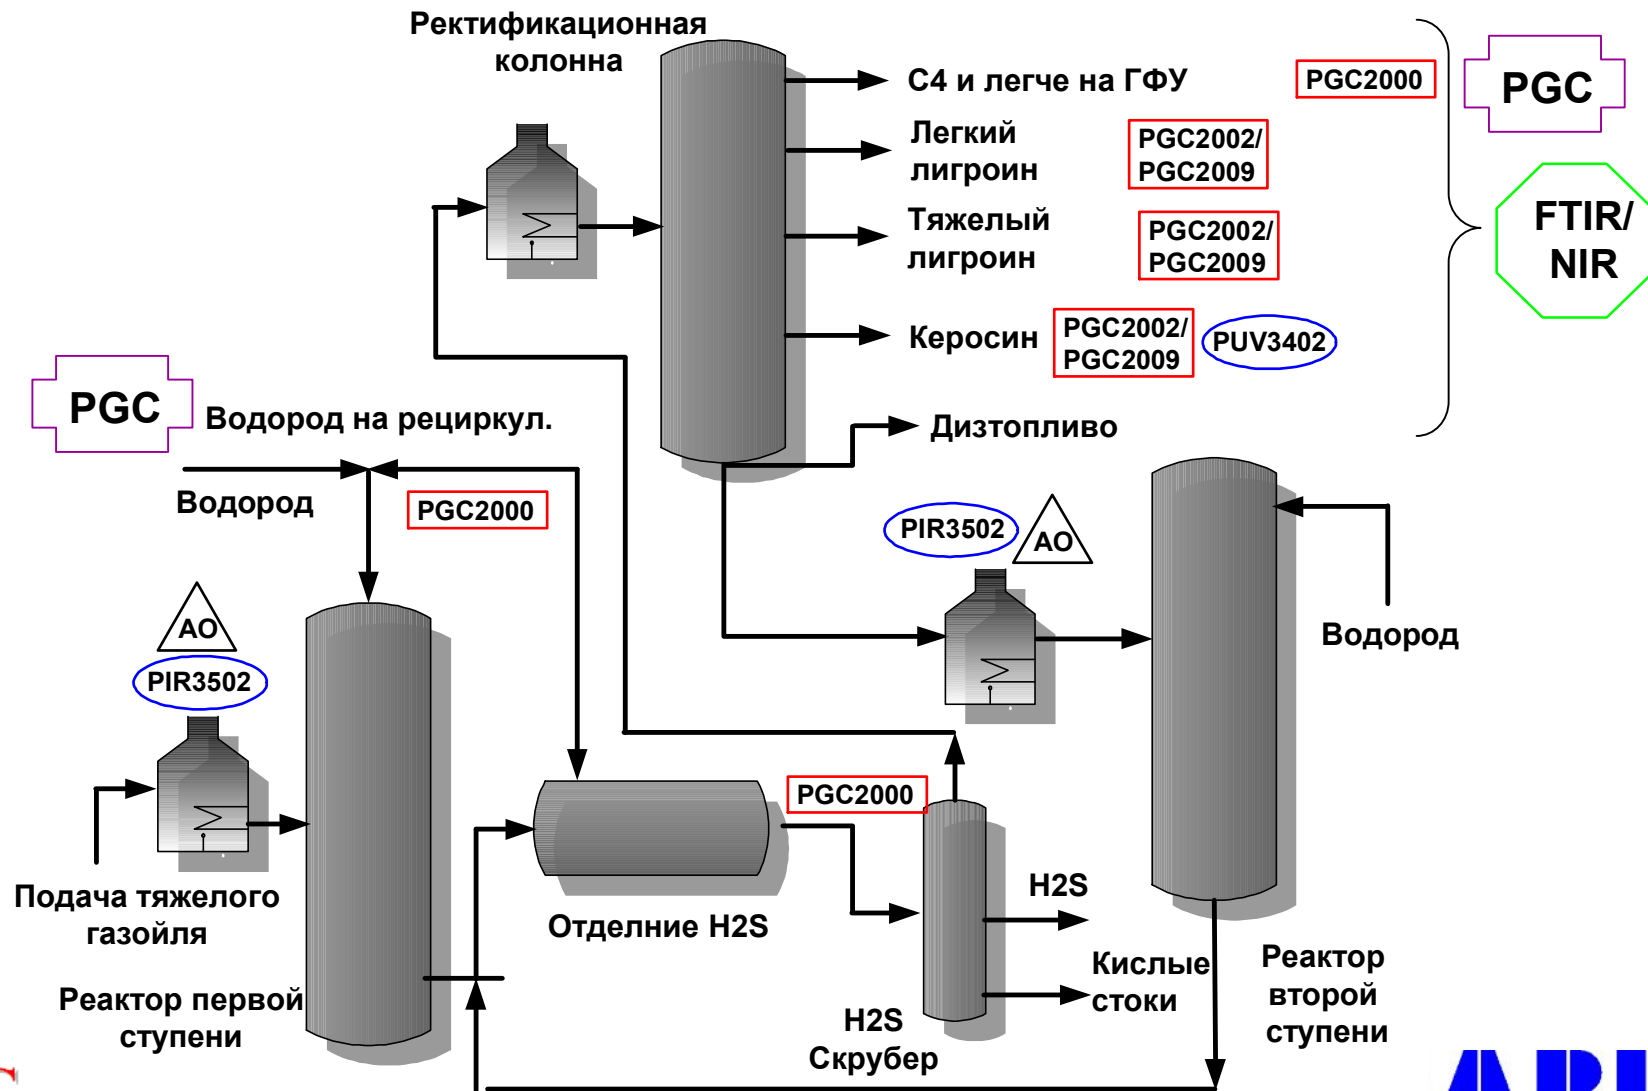 Ректификационная
колонна
С4 и легче на ГФУ
PGC2000
PGC
Легкий
лигроин
PGC2002/
PGC2009
Тяжелый
лигроин
PGC2002/
PGC2009
FTIR/
NIR
Керосин
PGC2002/
PGC2009
PUV3402
PGC
Водород на рециркул.
Дизтопливо
Водород
PGC2000
PIR3502
AO
AO
PIR3502
Водород
PGC2000
Подача тяжелого
газойля
Отделние H2S
H2S
Кислые
стоки
Реактор первой
ступени
H2S
Скрубер
Реактор
второй
ступени